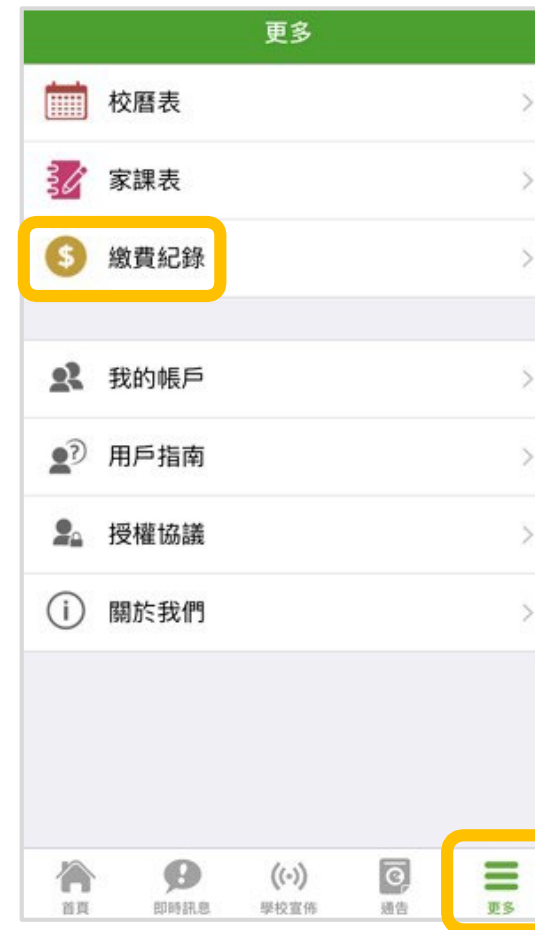 更多
校曆表
家課表
繳費紀錄
我的帳戶
用戶指南
授權協議
關於我們
首頁
即時訊息
學校宣佈
通告
更多